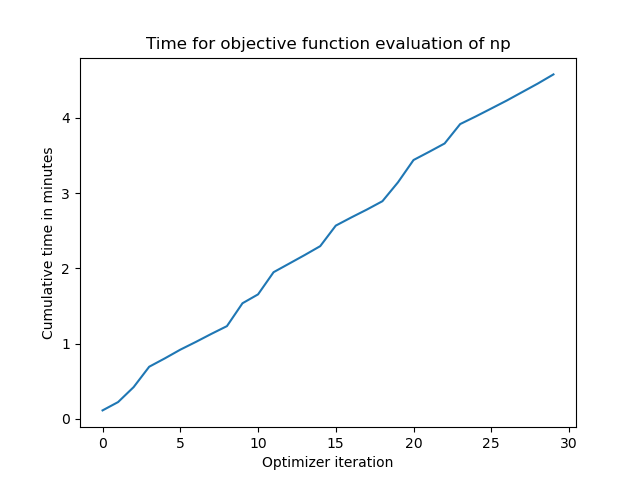 Time for objective function evaluation of np
Cumulative time in minutes
4
3
2
1
0
0 5 10 15 20 25 30
Optimizer iteration